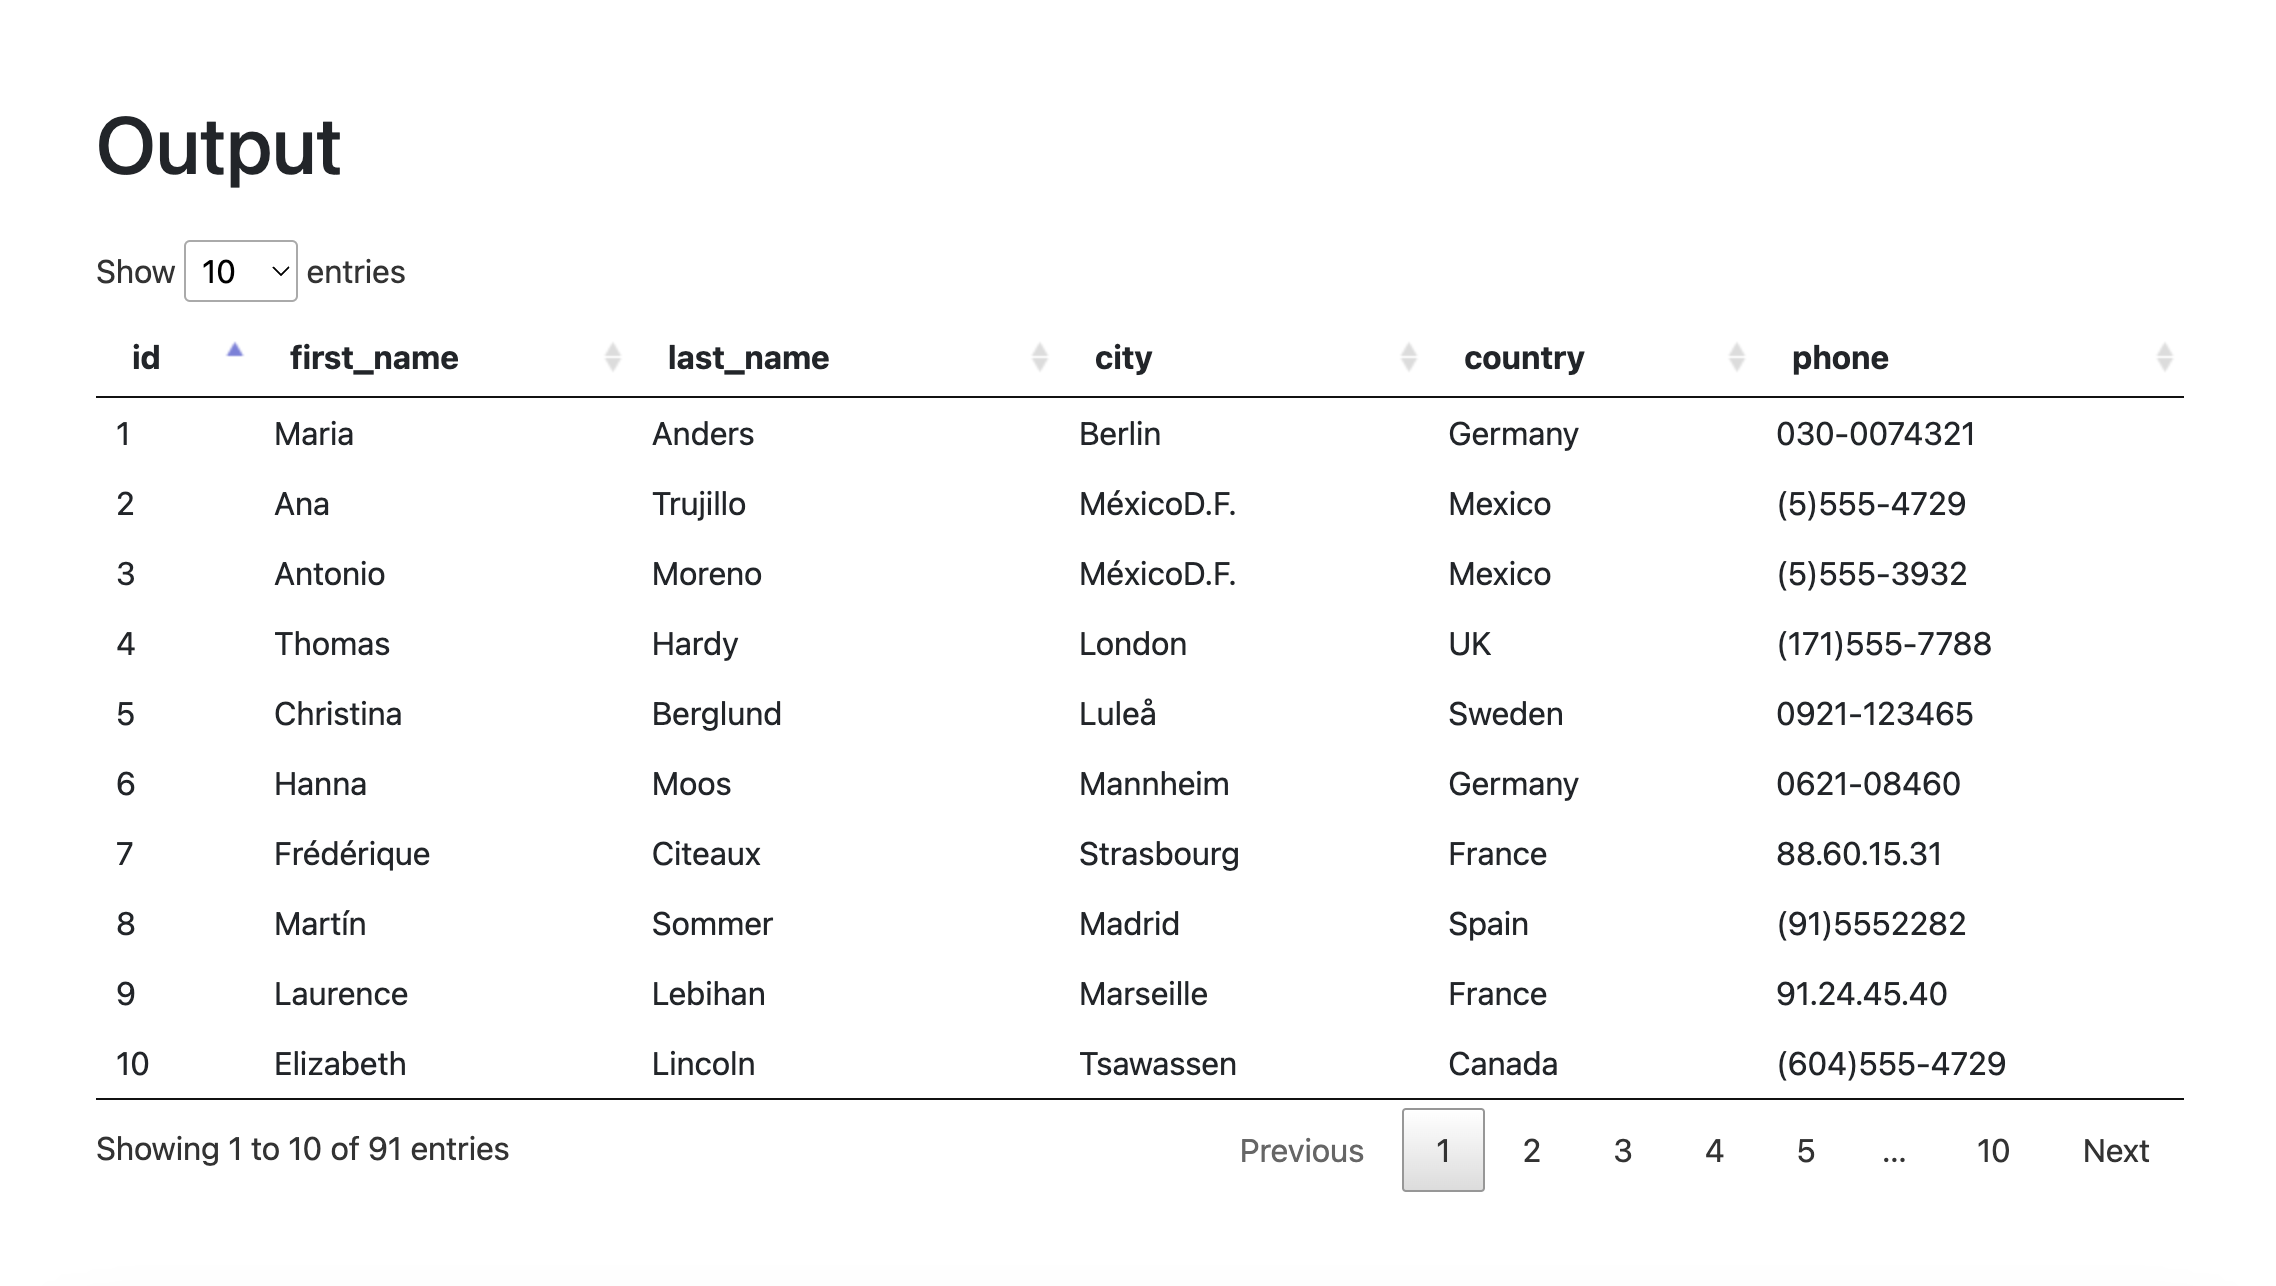 Output
Show 10 entries
id first_name last_name city country phone
1 Maria Anders Berlin Germany 030-0074321
2 Ana Trujillo MéxicoD.F. Mexico (5)555-4729
3 Antonio Moreno MéxicoD.F. Mexico (5)555-3932
4 Thomas Hardy London UK (171)555-7788
5 Christina Berglund Luleå Sweden 0921-123465
6 Hanna Moos Mannheim Germany 0621-08460
7 Frédérique Citeaux Strasbourg France 88.60.15.31
8 Martín Sommer Madrid Spain (91)5552282
9 Laurence Lebihan Marseille France 91.24.45.40
10 Elizabeth Lincoln Tsawassen Canada (604)555-4729
Showing 1 to 10 of 91 entries Previous 1 2 3 4 5 ... 10 Next